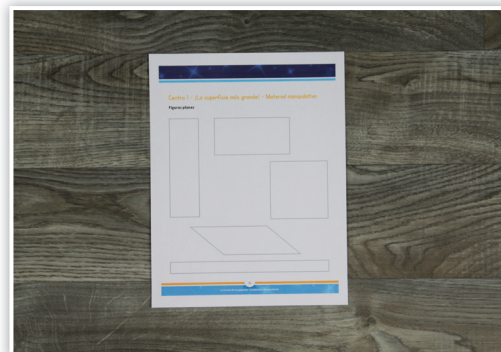 Centro 1 - ¡La superficie más grande! - Material manipulativo
Figuras planas